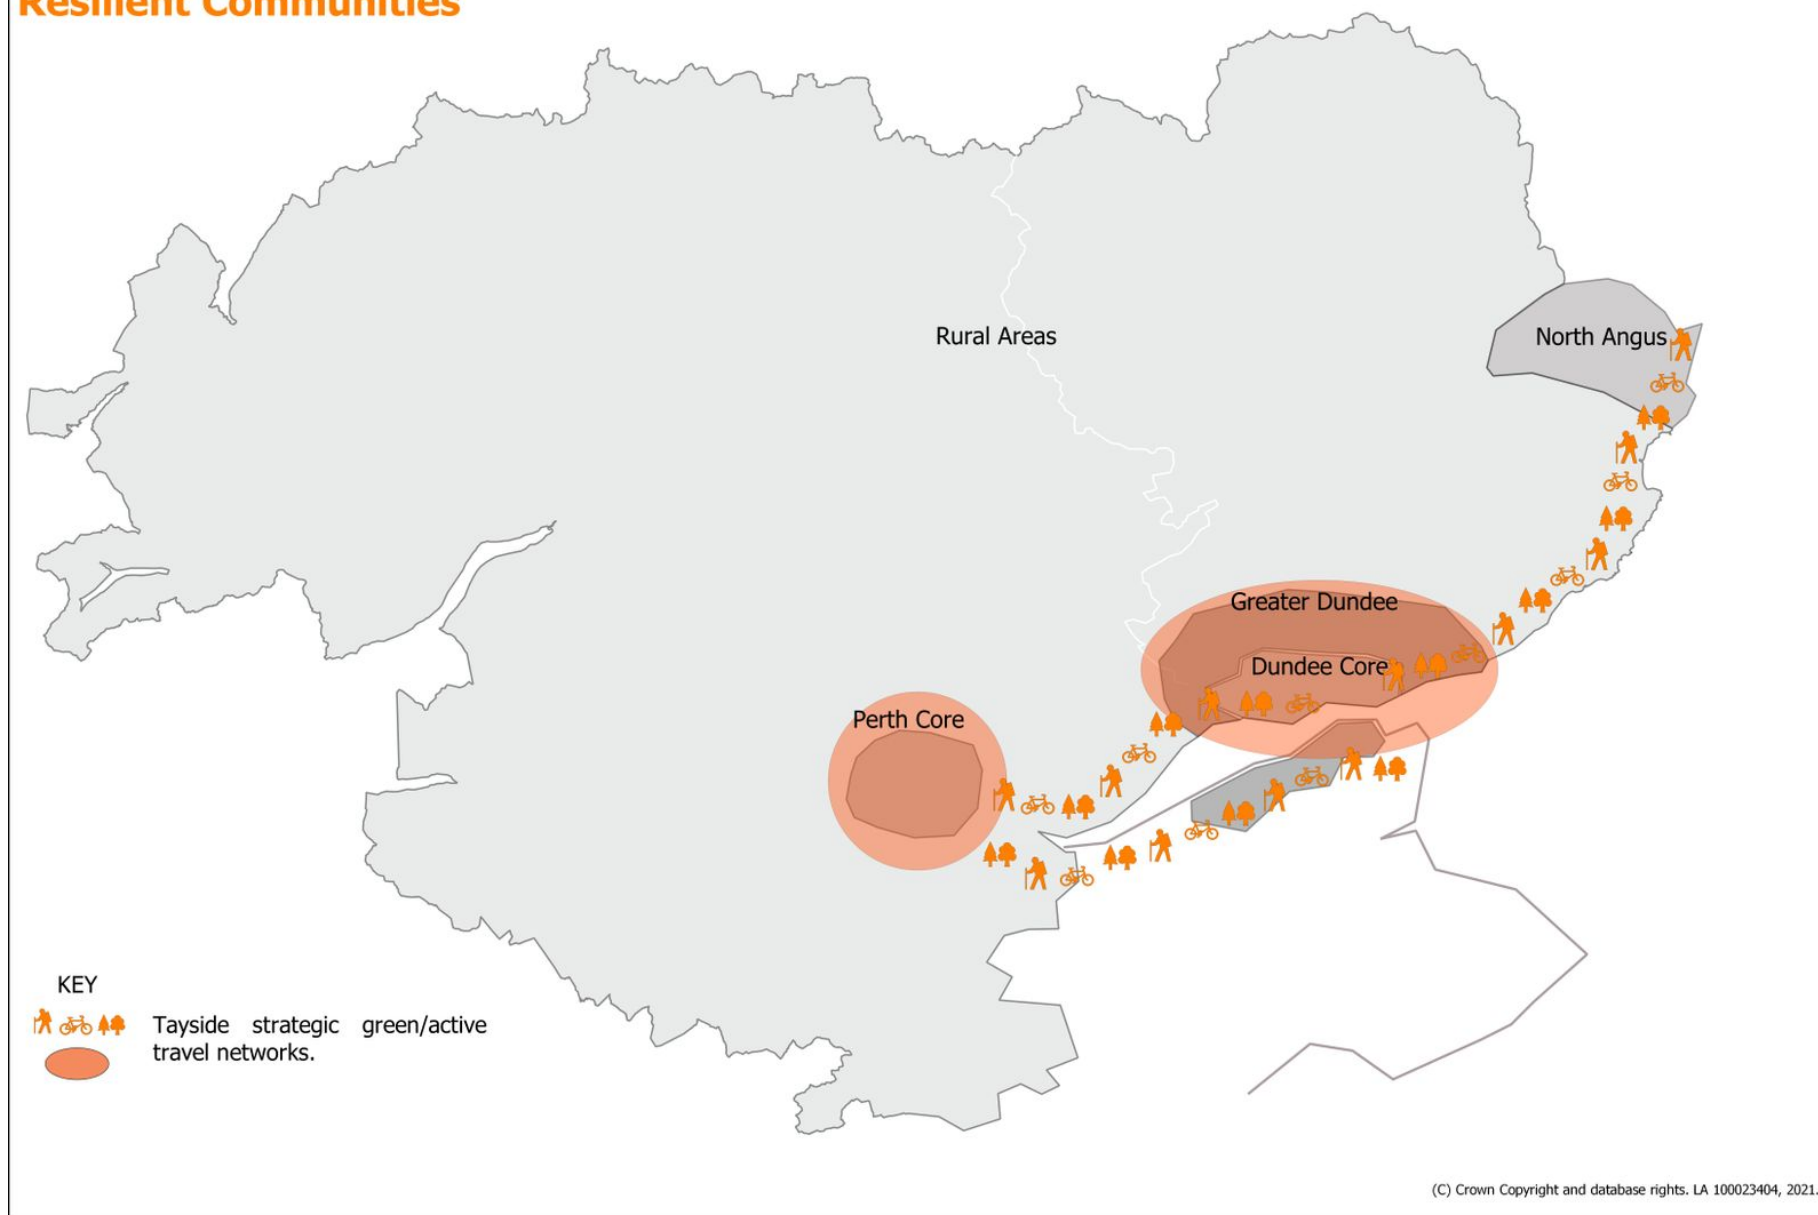 Resilient Communities
Rural Areas
North Angus
Greater Dundee
Dundee Core
Perth Core
KEY
Tayside strategic green/active
travel networks.
(C) Crown Copyright and database rights. LA 100023404, 2021.